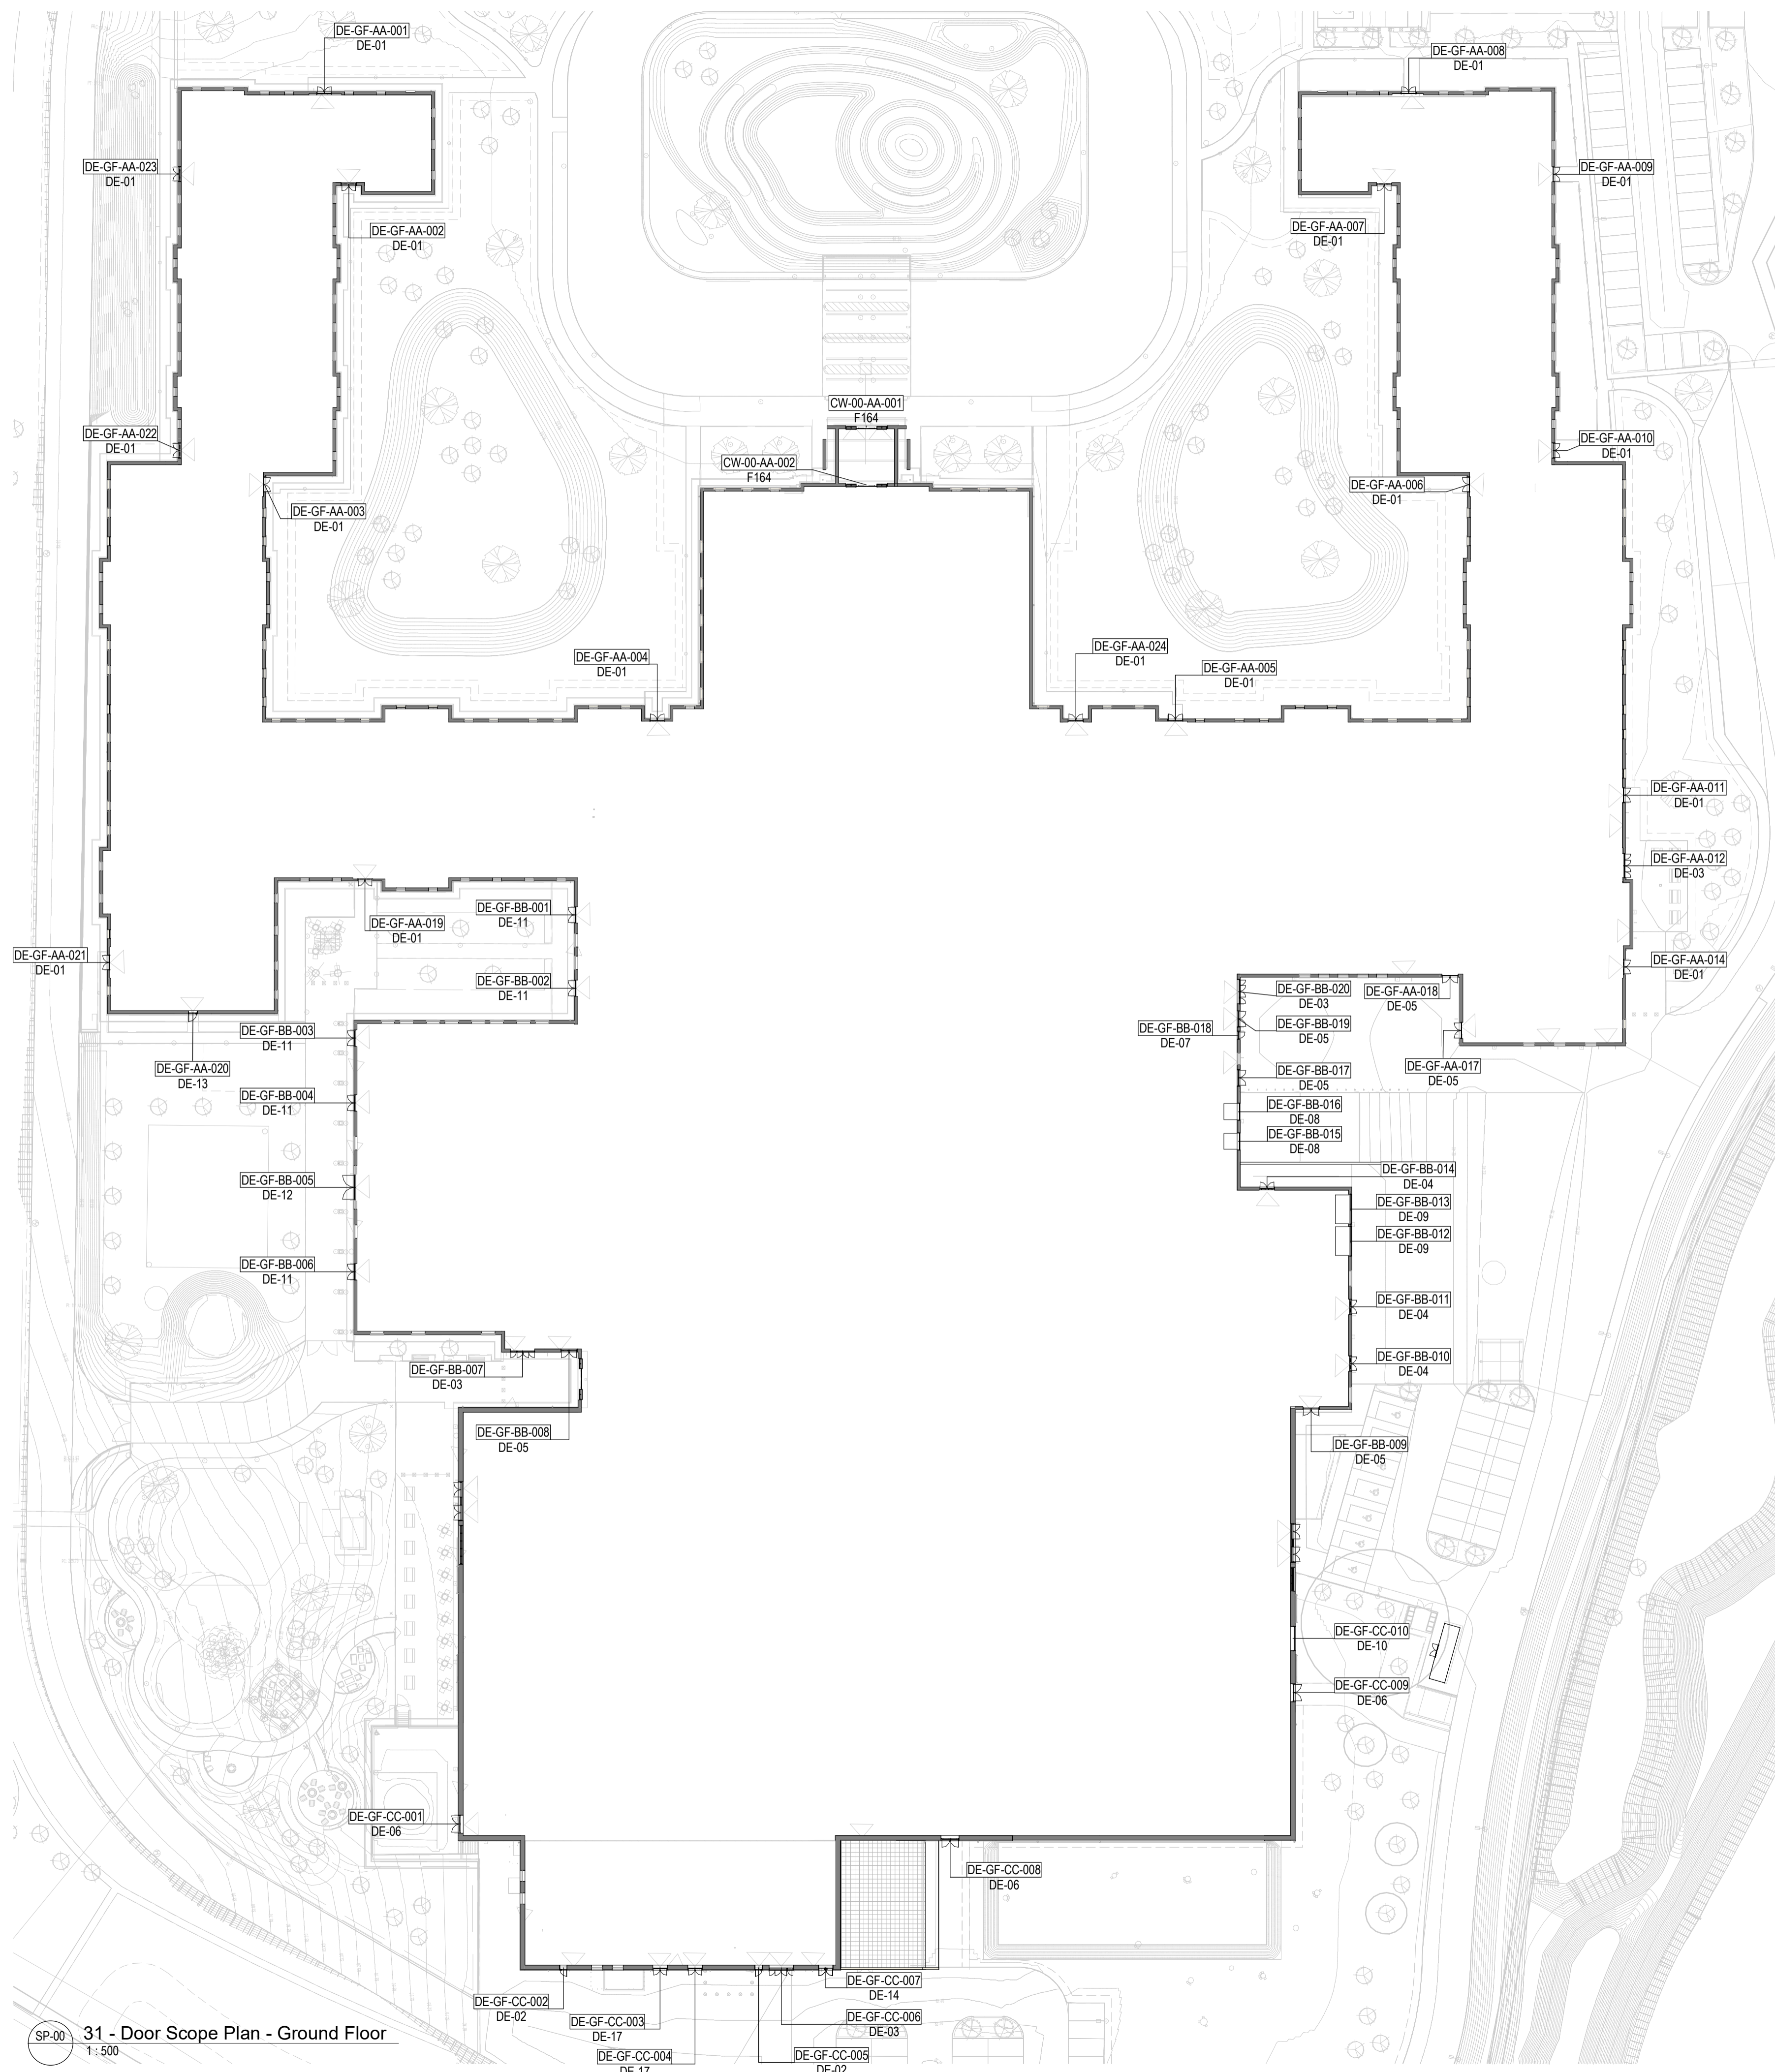 DE-GF-AA-001
DE-01
DE-GF-AA-008
DE-01
DE-GF-AA-023
DE-01
DE-GF-AA-009
DE-01
DE-GF-AA-002
DE-01
DE-GF-AA-007
DE-01
CW-00-AA-001
F164
DE-GF-AA-022
DE-01
DE-GF-AA-010
DE-01
CW-00-AA-002
F164
DE-GF-AA-006
DE-01
DE-GF-AA-003
DE-01
DE-GF-AA-004
DE-01
DE-GF-AA-024
DE-01
DE-GF-AA-005
DE-01
DE-GF-AA-011
DE-01
DE-GF-AA-012
DE-03
DE-GF-BB-001
DE-11
DE-GF-AA-019
DE-01
DE-GF-AA-021
DE-01
DE-GF-AA-014
DE-01
DE-GF-BB-002
DE-11
DE-GF-BB-020
DE-03
DE-GF-AA-018
DE-05
DE-GF-BB-003
DE-11
DE-GF-BB-018
DE-07
DE-GF-BB-019
DE-05
DE-GF-AA-020
DE-13
DE-GF-BB-017
DE-05
DE-GF-AA-017
DE-05
DE-GF-BB-004
DE-11
DE-GF-BB-016
DE-08
DE-GF-BB-015
DE-08
DE-GF-BB-014
DE-04
DE-GF-BB-005
DE-12
DE-GF-BB-013
DE-09
DE-GF-BB-012
DE-09
DE-GF-BB-006
DE-11
DE-GF-BB-011
DE-04
DE-GF-BB-010
DE-04
DE-GF-BB-007
DE-03
DE-GF-BB-008
DE-05
DE-GF-BB-009
DE-05
DE-GF-CC-010
DE-10
DE-GF-CC-009
DE-06
DE-GF-CC-001
DE-06
DE-GF-CC-008
DE-06
DE-GF-CC-007
DE-14
DE-GF-CC-002
DE-02
DE-GF-CC-003
DE-17
DE-GF-CC-006
DE-03
DE-GF-CC-004
DE-17
DE-GF-CC-005
DE-02
SP-00
31 - Door Scope Plan - Ground Floor
1 : 500